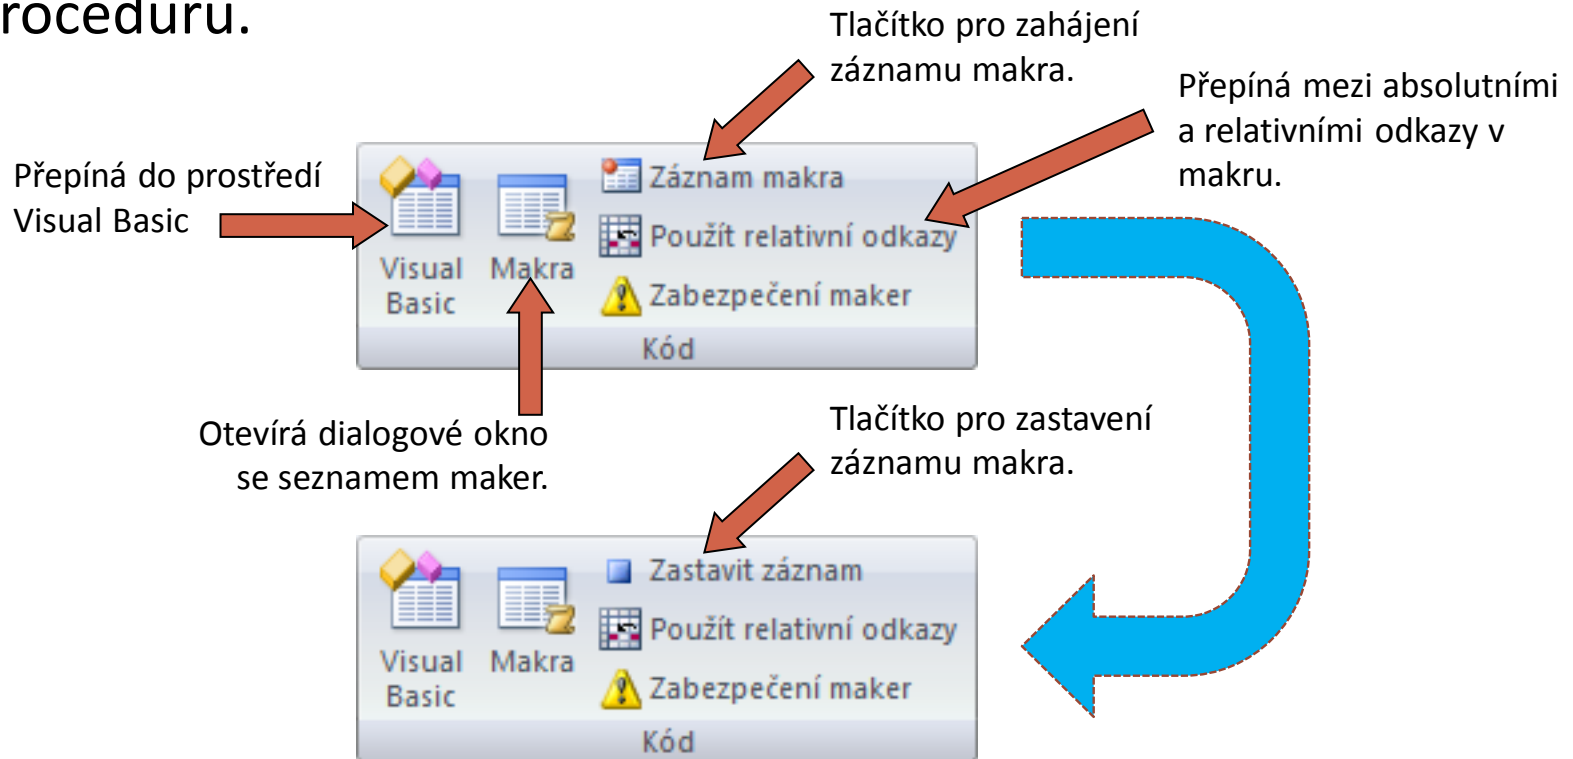 roceduru.
Tlačítko pro zahájení
záznamu makra.
Přepíná mezi absolutními
a relativními odkazy v
makru.
Přepíná do prostředí
Visual Basic
Visual
Basic
Makra
Záznam makra
Použít relativní odkazy
Zabezpečení maker
Kód
Otevírá dialogové okno
se seznamem maker.
Tlačítko pro zastavení
záznamu makra.
Visual
Basic
Makra
Zastavit záznam
Použít relativní odkazy
Zabezpečení maker
Kód